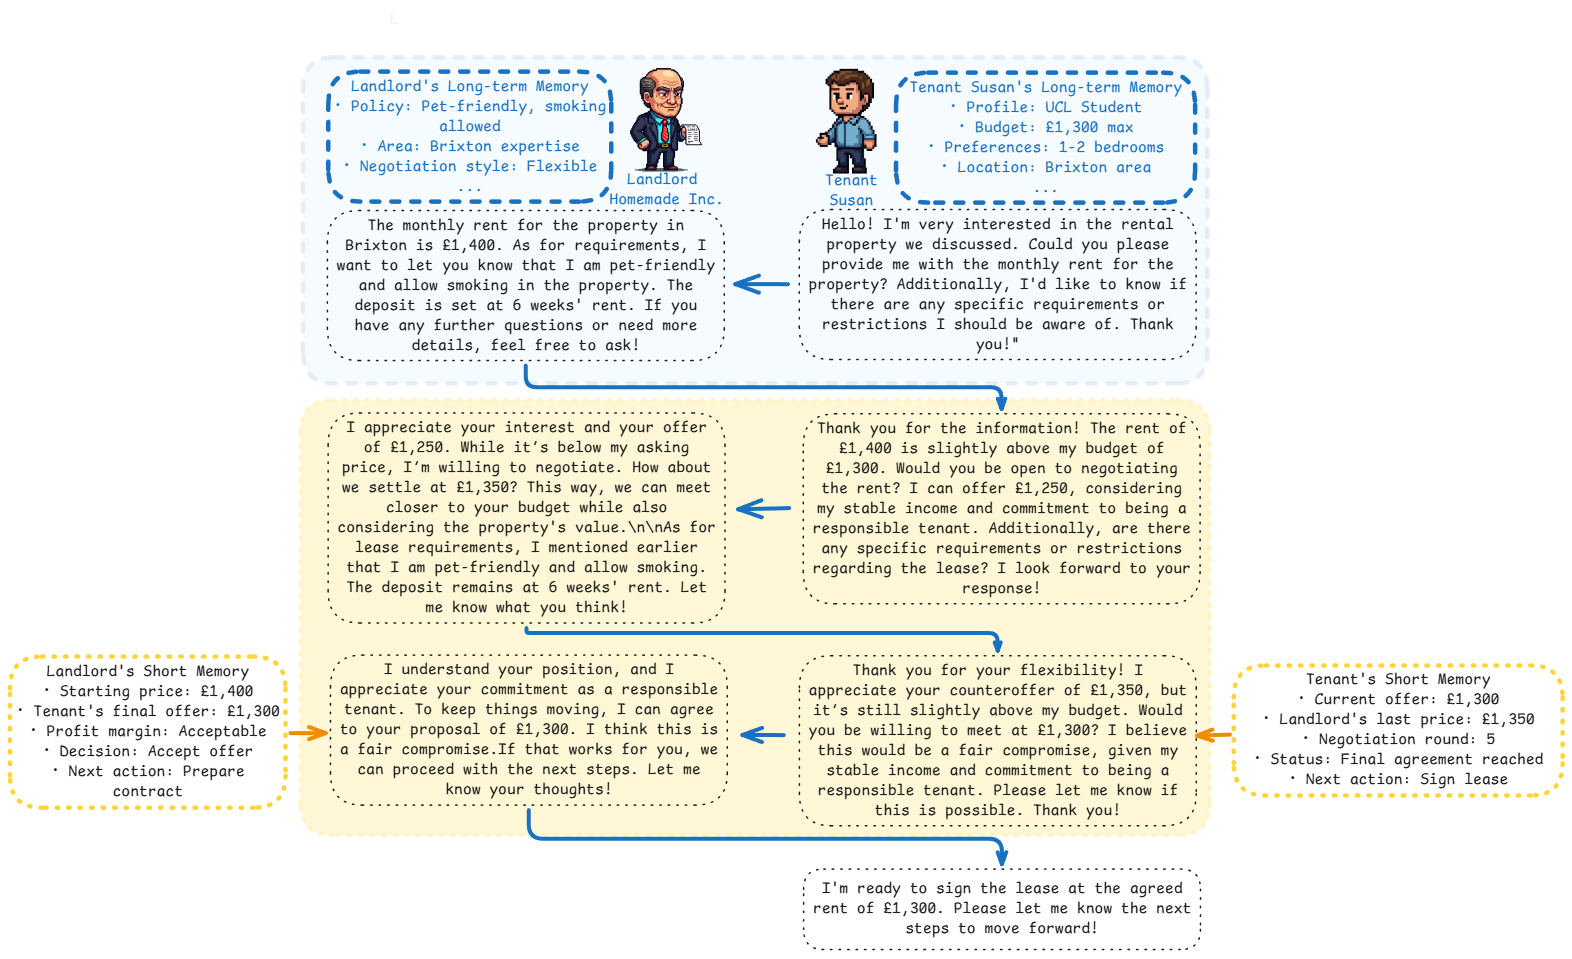 L
Landlord's Long-term Memory
· Policy: Pet-friendly, smoking
allowed
· Area: Brixton expertise
· Negotiation style: Flexible
...
Landlord
Homemade Inc.
Tenant
Susan
Tenant Susan's Long-term Memory
· Profile: UCL Student
· Budget: £1,300 max
· Preferences: 1-2 bedrooms
· Location: Brixton area
...
Hello! I'm very interested in the rental
property we discussed. Could you please
provide me with the monthly rent for the
property? Additionally, I'd like to know if
there are any specific requirements or
restrictions I should be aware of. Thank
you!"
The monthly rent for the property in
Brixton is £1,400. As for requirements, I
want to let you know that I am pet-friendly
and allow smoking in the property. The
deposit is set at 6 weeks' rent. If you
have any further questions or need more
details, feel free to ask!
Thank you for the information! The rent of
£1,400 is slightly above my budget of
£1,300. Would you be open to negotiating
the rent? I can offer £1,250, considering
my stable income and commitment to being a
responsible tenant. Additionally, are there
any specific requirements or restrictions
regarding the lease? I look forward to your
response!
I appreciate your interest and your offer
of £1,250. While it’s below my asking
price, I’m willing to negotiate. How about
we settle at £1,350? This way, we can meet
closer to your budget while also
considering the property's value.\n\nAs for
lease requirements, I mentioned earlier
that I am pet-friendly and allow smoking.
The deposit remains at 6 weeks' rent. Let
me know what you think!
Thank you for your flexibility! I
appreciate your counteroffer of £1,350, but
it’s still slightly above my budget. Would
you be willing to meet at £1,300? I believe
this would be a fair compromise, given my
stable income and commitment to being a
responsible tenant. Please let me know if
this is possible. Thank you!
Tenant's Short Memory
· Current offer: £1,300
· Landlord's last price: £1,350
· Negotiation round: 5
· Status: Final agreement reached
· Next action: Sign lease
Landlord's Short Memory
· Starting price: £1,400
· Tenant's final offer: £1,300
· Profit margin: Acceptable
· Decision: Accept offer
· Next action: Prepare
contract
I understand your position, and I
appreciate your commitment as a responsible
tenant. To keep things moving, I can agree
to your proposal of £1,300. I think this is
a fair compromise.If that works for you, we
can proceed with the next steps. Let me
know your thoughts!
I'm ready to sign the lease at the agreed
rent of £1,300. Please let me know the next
steps to move forward!